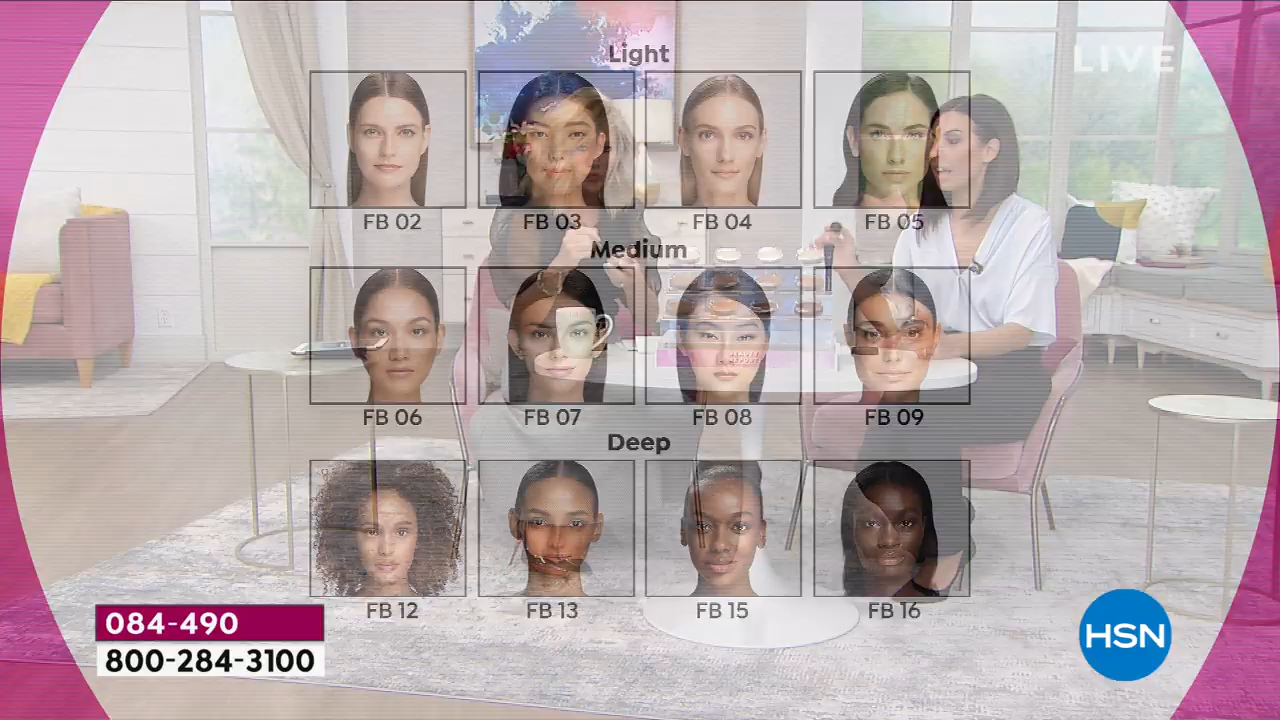 Light
LIVE
FB 02
FB 03
FB 04
FB 05
Medium
FB 06
FB 07
FB 08
FB 09
Deep
FB 12
FB 13
FB 15
FB 16
084-490
800-284-3100
HSN